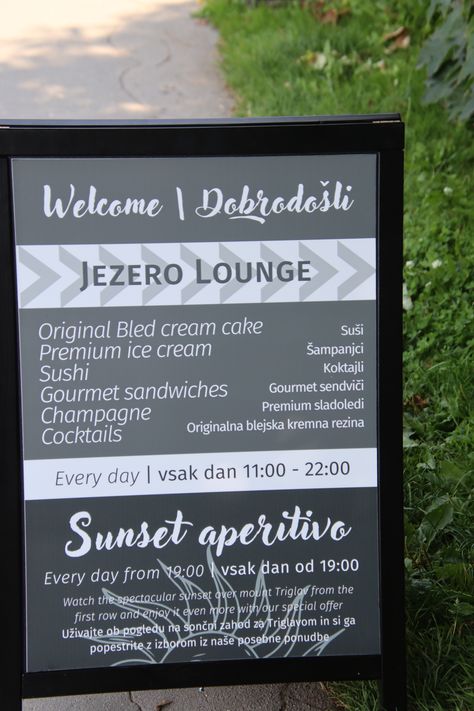 Welcome | Dobrodošli
JEZERO LOUNGE
Original Bled cream cake
Premium ice cream
Sushi
Gourmet sandwiches
Champagne
Cocktails
Suši
Šampanjci
Koktajli
Gourmet sendviči
Premium sladoledi
Originalna blejska kremna rezina
Every day | vsak dan 11:00 - 22:00
Sunset aperitivo
Every day from 19:00 | vsak dan od 19:00
Watch the spectacular sunset over mount Triglav from the
first row and enjoy it even more with our special offer
Uživajte ob pogledu na sončni zahod za Triglavom in si ga
popestrite z izborom iz naše posebne ponudbe